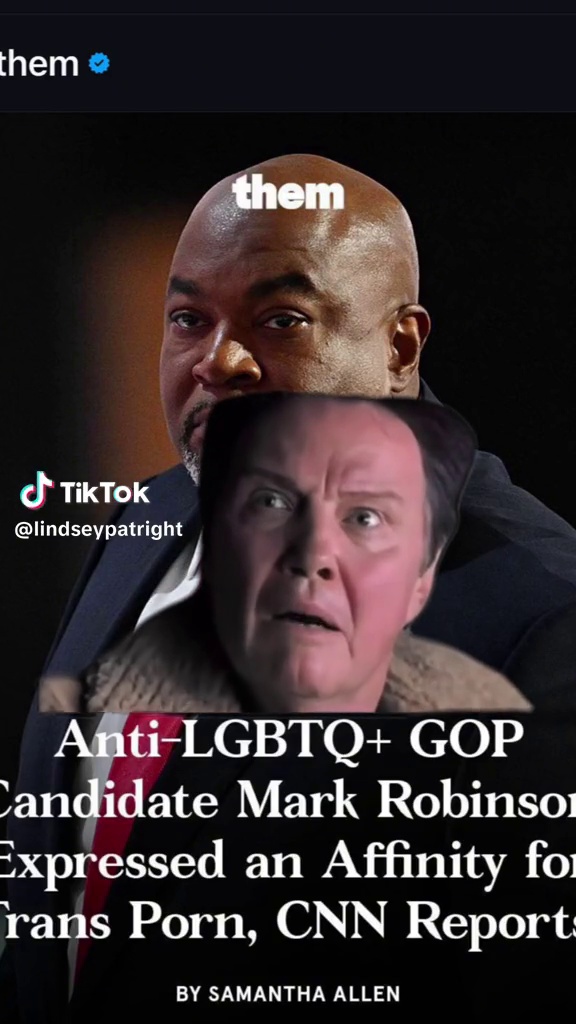 them
them
TikTok
@lindseypatright
Anti-LGBTQ+ GOP
Candidate Mark Robinson
Expressed an Affinity for
Trans Porn, CNN Reports
BY SAMANTHA ALLEN